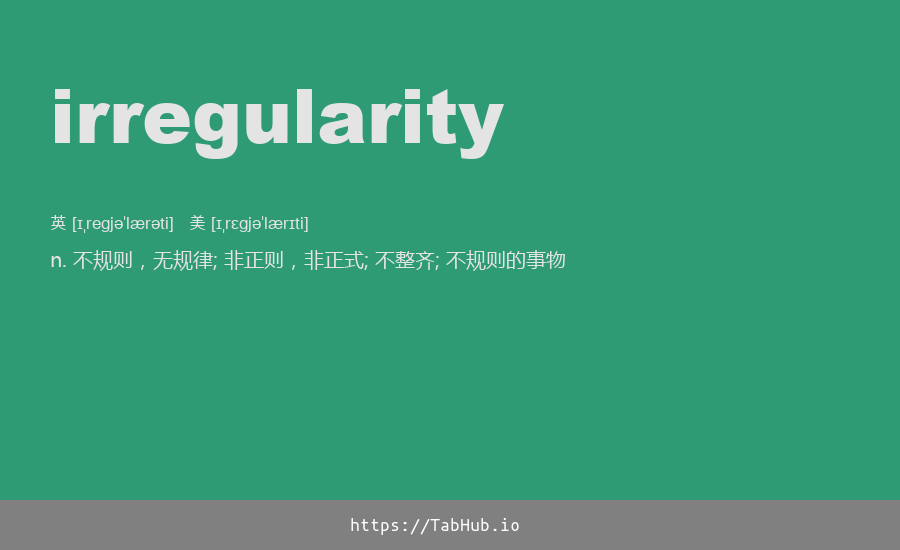 irregularity
英 [ɪˌregjəˈlærəti] 美 [ɪˌrɛgjəˈlærɪti]
n. 不规则，无规律; 非正则，非正式; 不整齐; 不规则的事物
https://TabHub.io